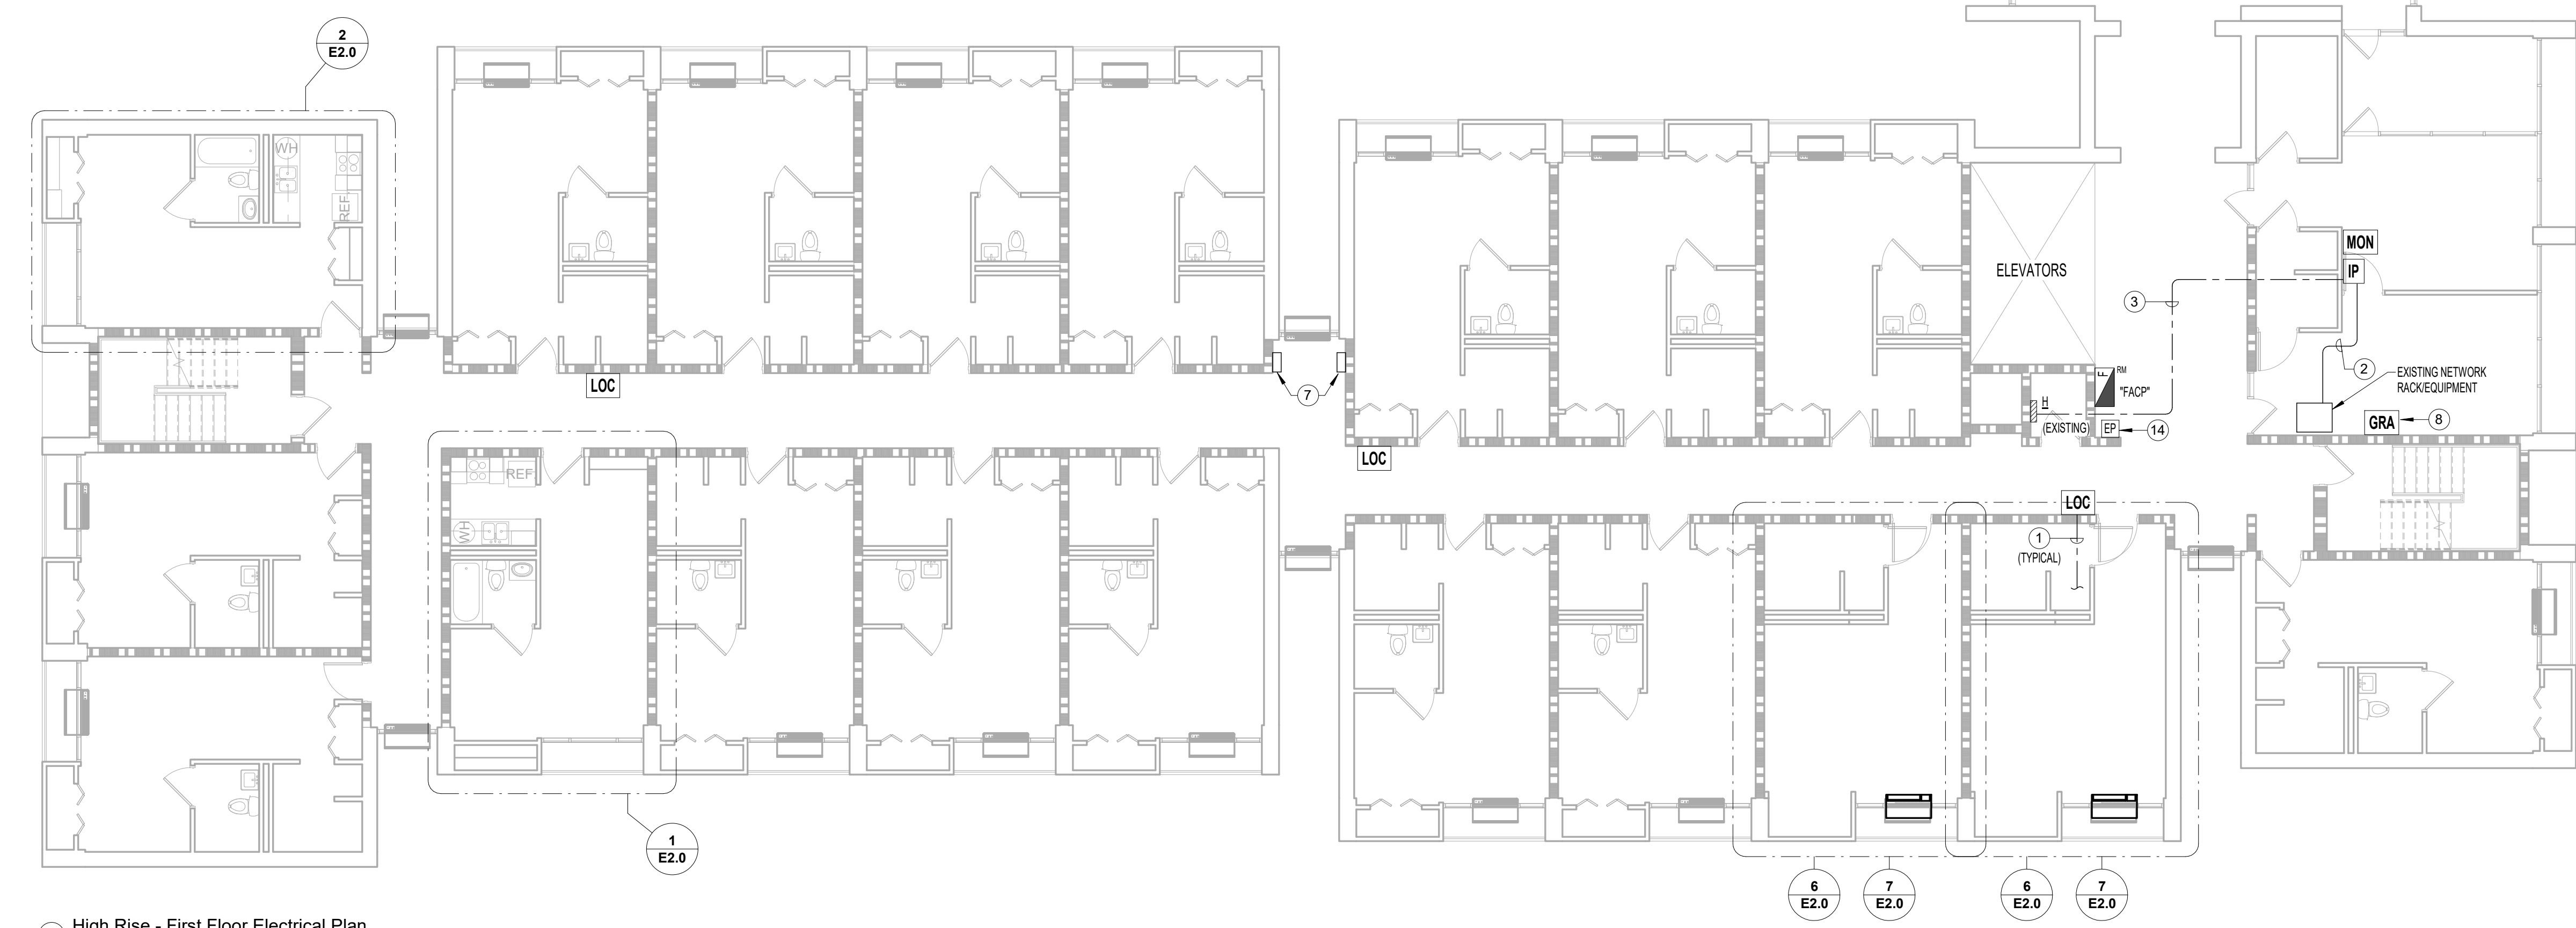 2
E2.0
WH
REF
LOC
7
ELEVATORS
MON
IP
3
2
EXISTING NETWORK
RACK/EQUIPMENT
F
RM
"FACP"
H
(EXISTING)
EP
14
GRA
8
LOC
REF
WH
LOC
1
(TYPICAL)
1
E2.0
6
E2.0
7
E2.0
6
E2.0
7
E2.0
High Rise - First Floor Electrical Plan